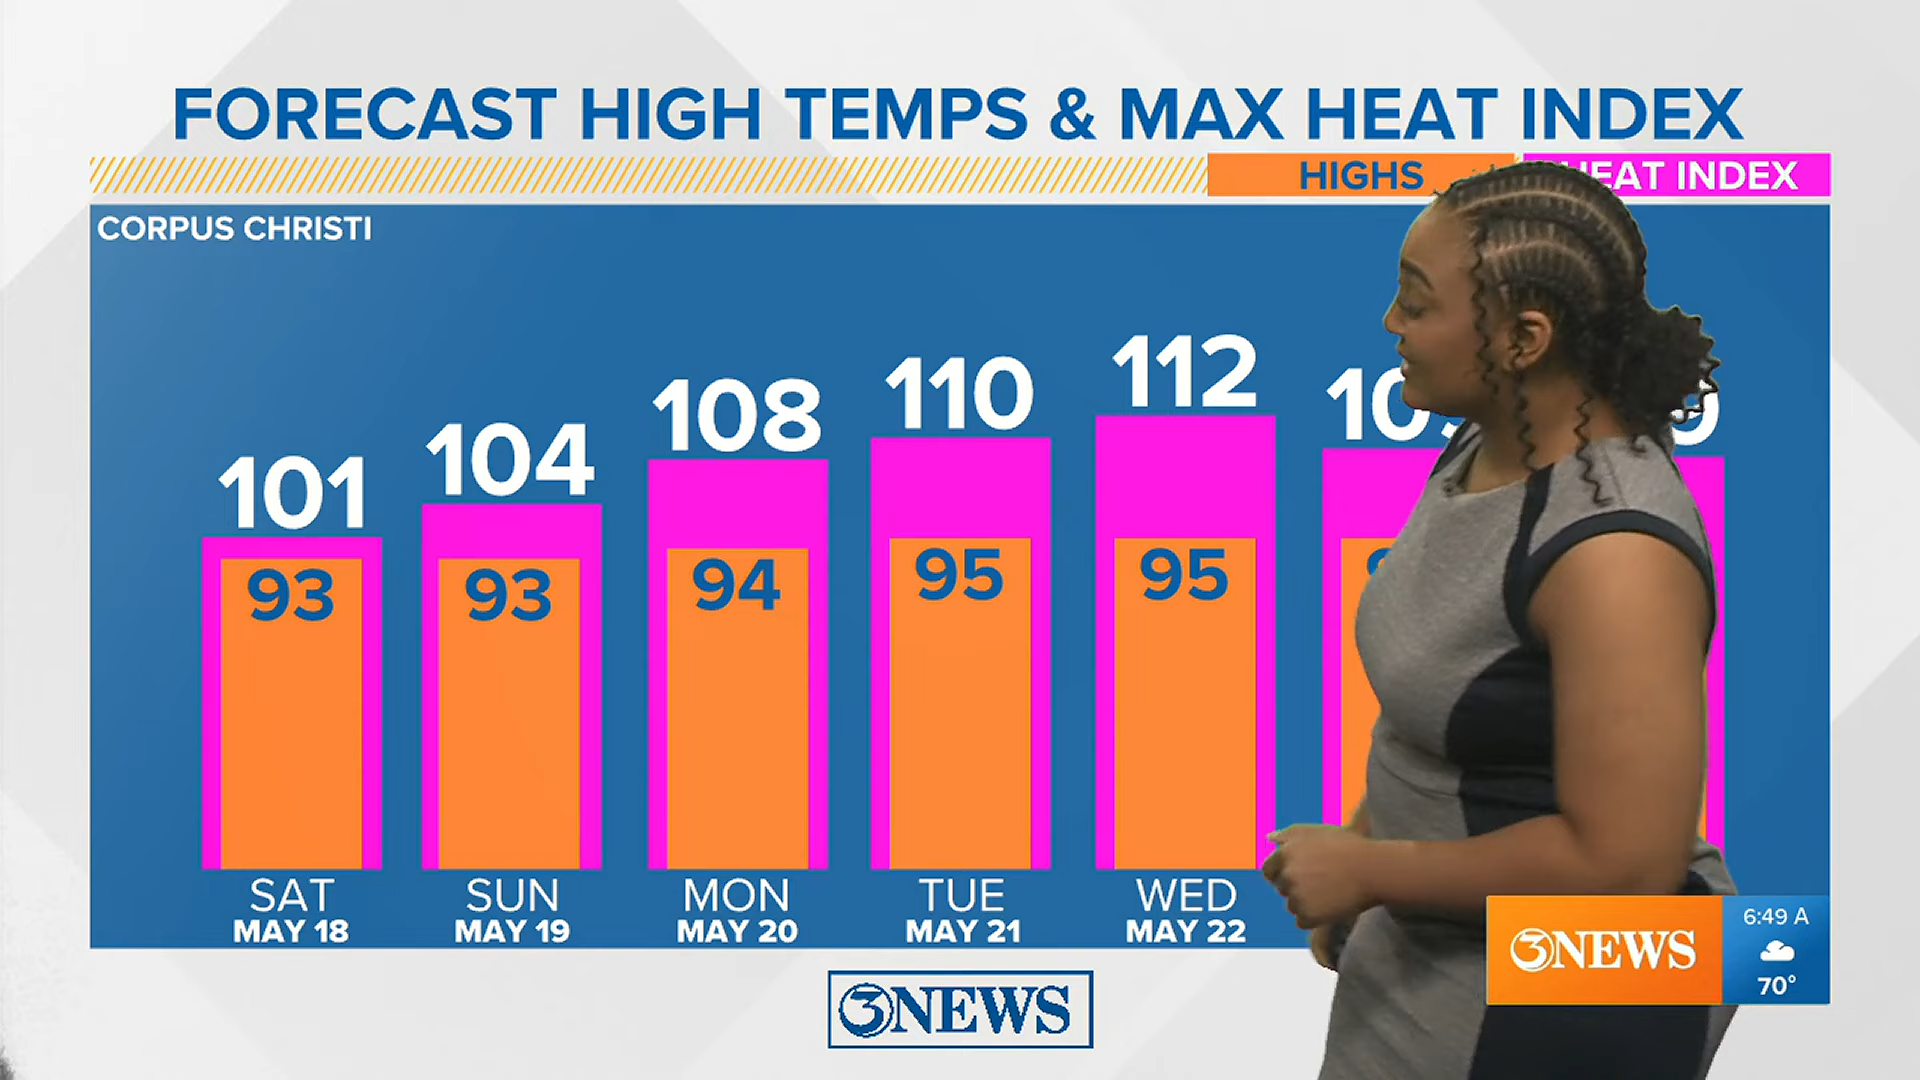 FORECAST HIGH TEMPS & MAX HEAT INDEX
HIGHS
HEAT INDEX
CORPUS CHRISTI
101
104
108
110
112
93
93
94
95
95
SAT
SUN
MON
TUE
WED
MAY 18
MAY 19
MAY 20
MAY 21
MAY 22
3NEWS
6:49 A
70°
3NEWS